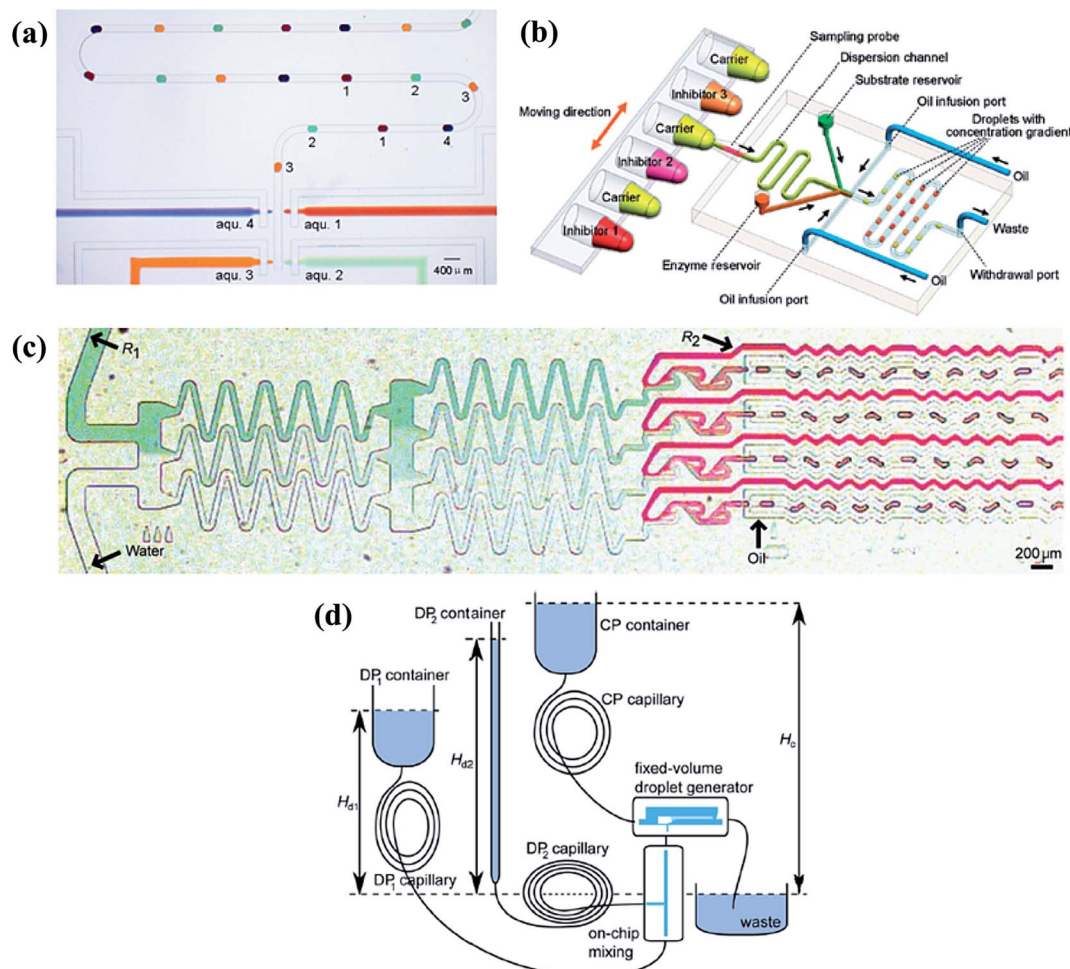 (a)
1
2
3
2
1
4
3
aqu. 4
aqu. 1
aqu. 3
aqu. 2
400 μm
(b)
Sampling probe
Dispersion channel
Substrate reservoir
Oil infusion port
Droplets with
concentration gradient
Carrier
Inhibitor 3
Moving direction
Carrier
Inhibitor 2
Carrier
Inhibitor 1
Oil
Waste
Enzyme reservoir
Oil
Withdrawal port
Oil infusion port
(c)
R1
R2
Water
Oil
200 μm
(d)
DP2 container
CP container
DP1 container
CP capillary
Hd2
Hc
Hd1
fixed-volume
droplet generator
DP2 capillary
DP1 capillary
on-chip
mixing
waste